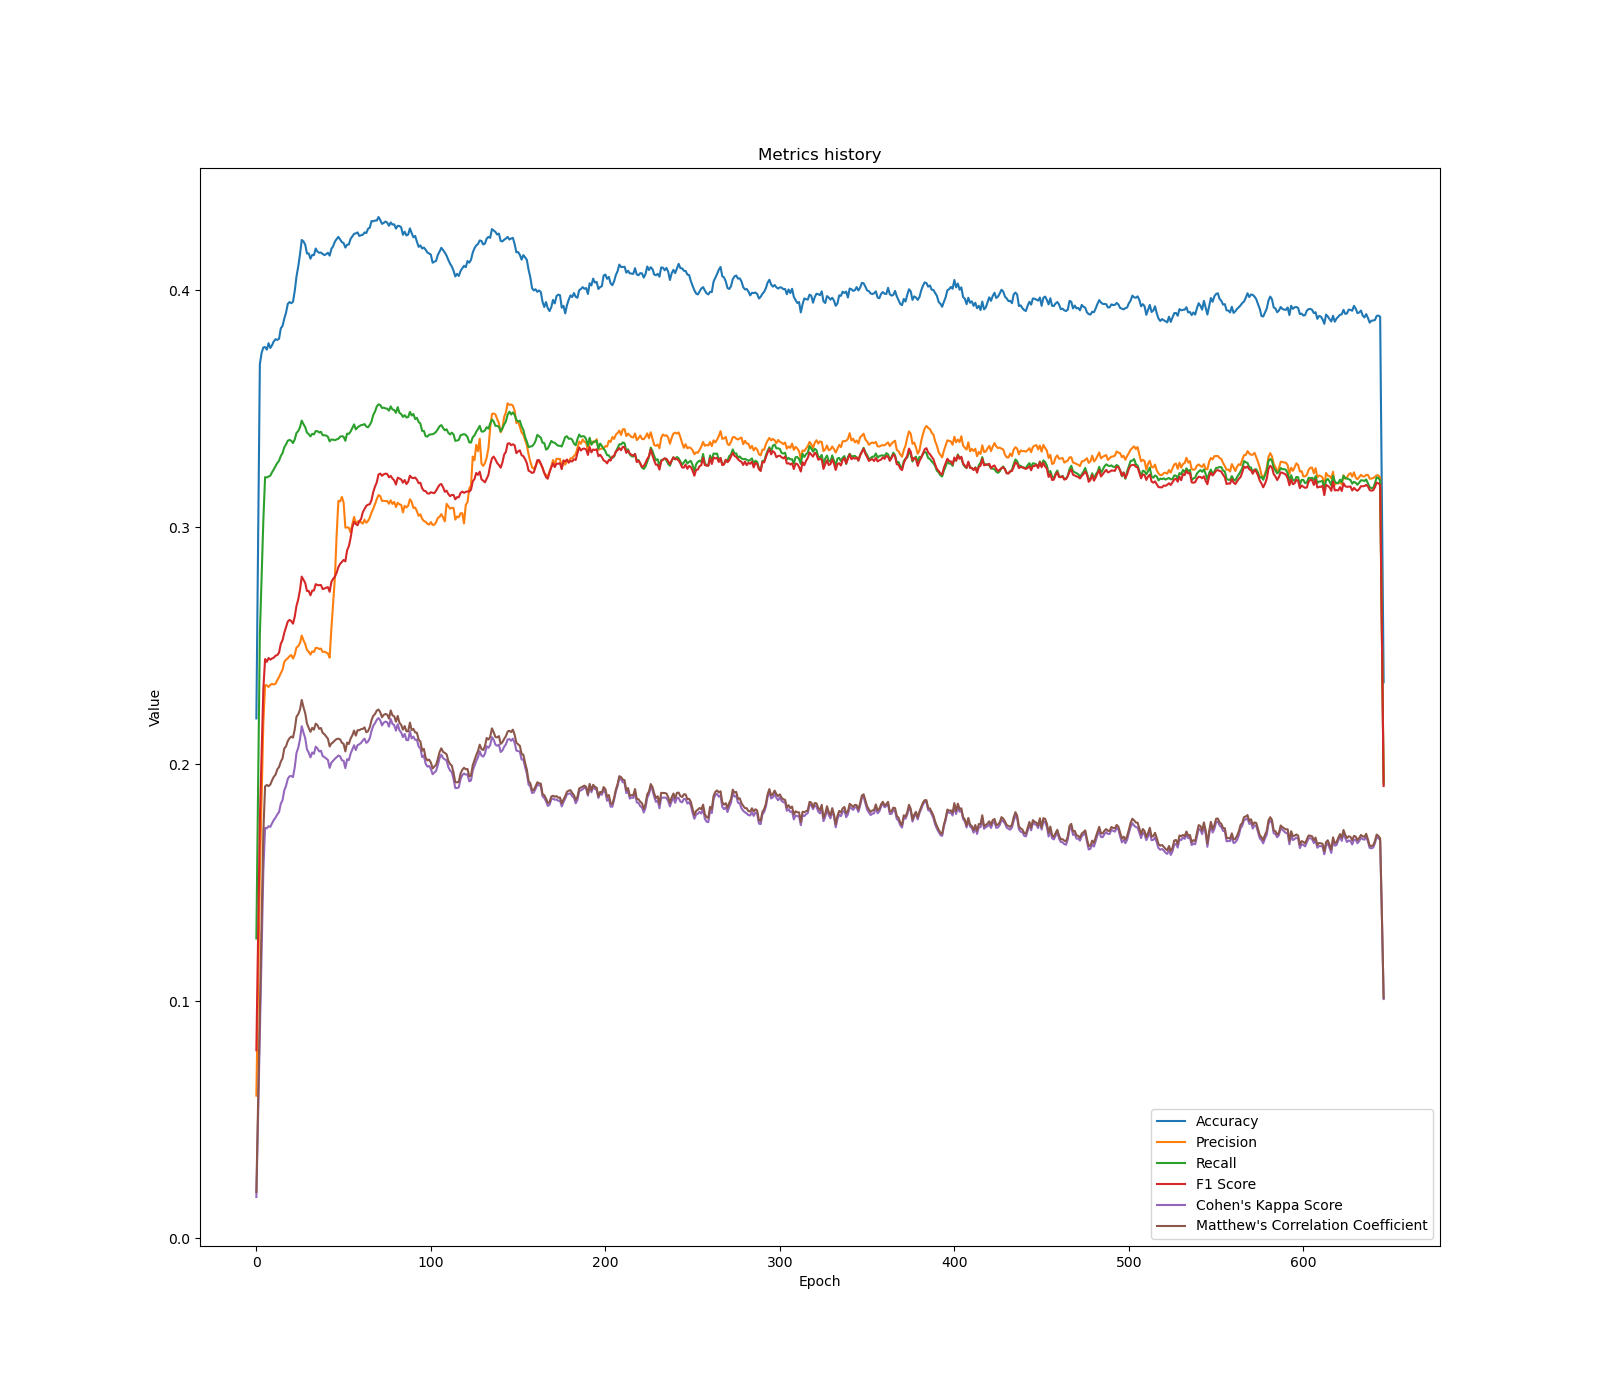 Metrics history
Value
0.4
0.3
0.2
0.1
0.0
0 100 200 300 400 500 600
Epoch
Accuracy
Precision
Recall
F1 Score
Cohen's Kappa Score
Matthew's Correlation Coefficient